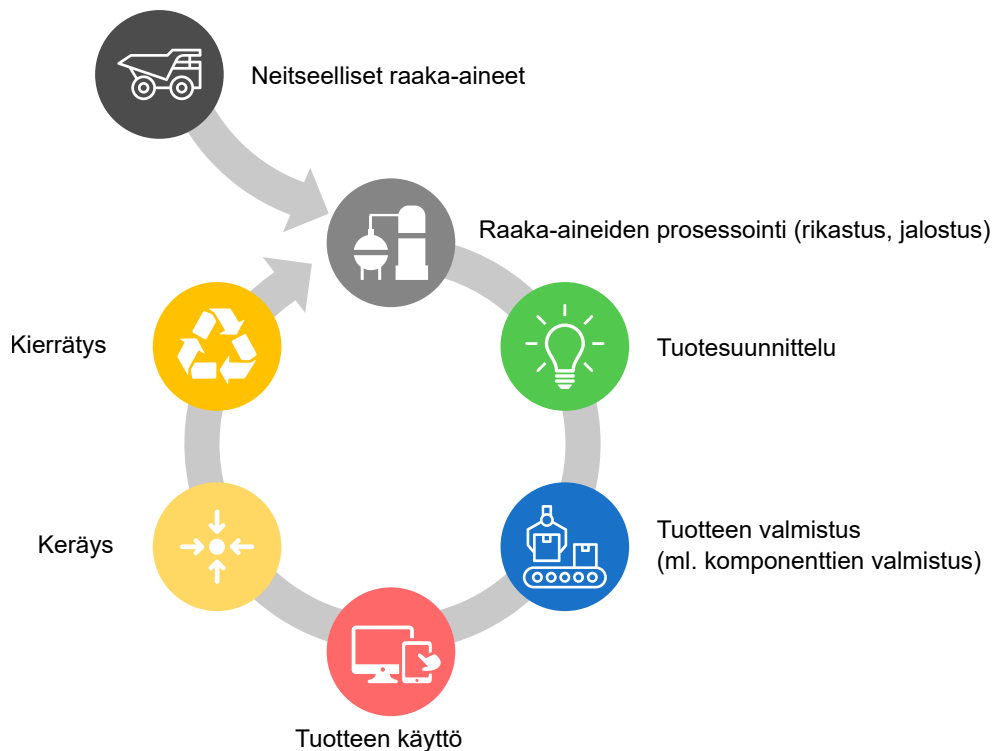 Neitseelliset raaka-aineet
Raaka-aineiden prosessointi (rikastus, jalostus)
Kierrätys
Tuotesuunnittelu
Keräys
Tuotteen valmistus
(ml. komponenttien valmistus)
Tuotteen käyttö